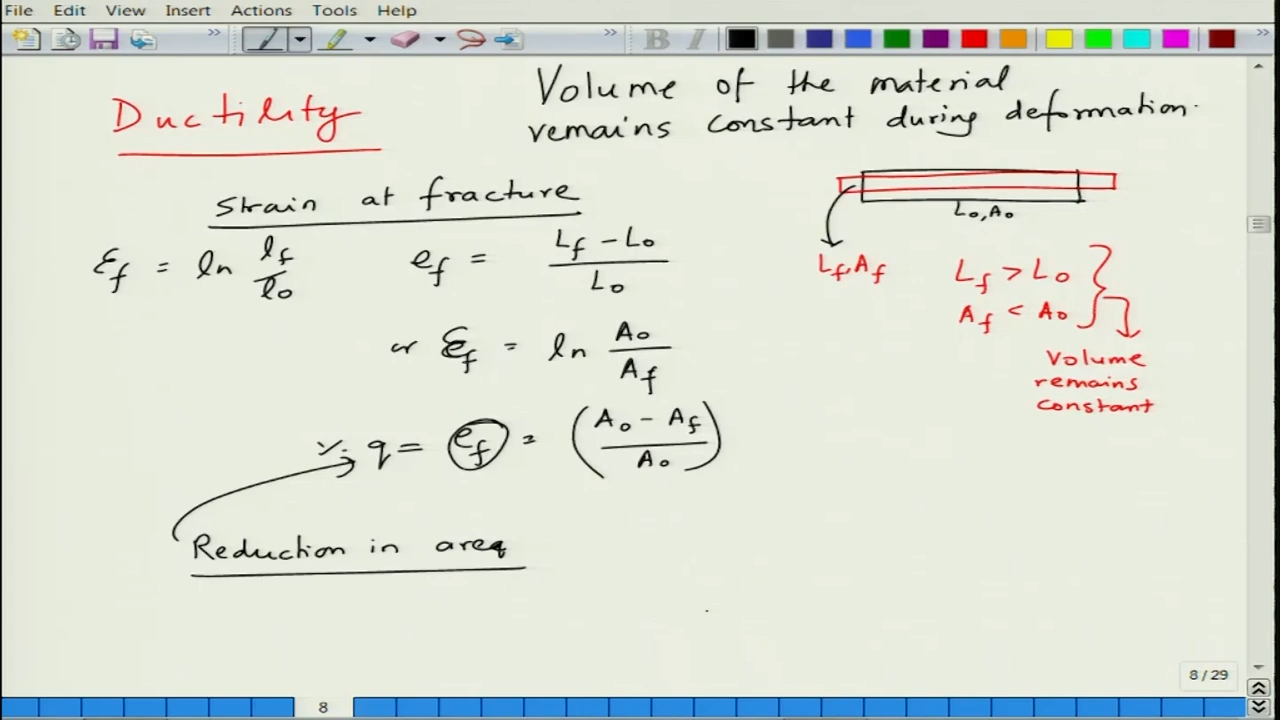 File Edit View Insert Actions Tools Help
B I
Ductility
Volume of the material
remains constant during deformation.
Strain at fracture
εf = ln lf/l0
ef = Lf - L0 / L0
or εf = ln A0/Af
% q = ef = (A0 - Af / A0)
Reduction in area
L0, A0
Lf, Af
Lf > L0
Af < A0
Volume
remains
constant
8 / 29
8